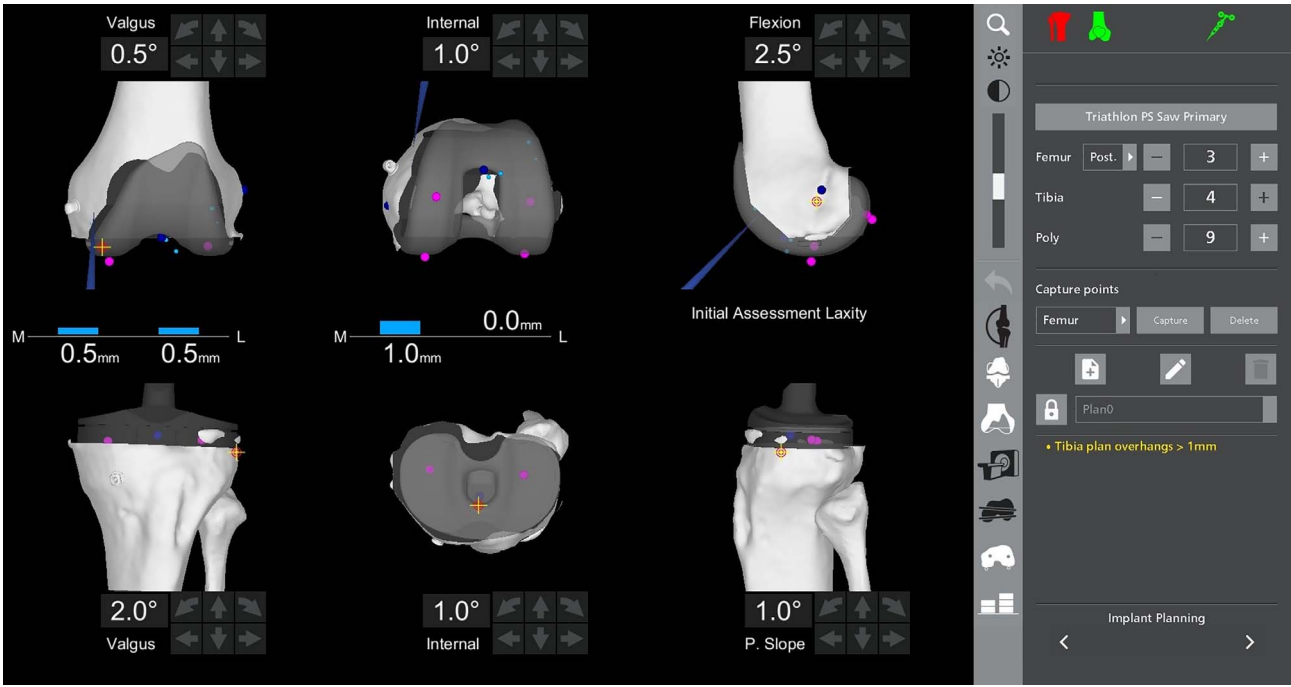 Valgus
0.5°
Internal
1.0°
Flexion
2.5°
M
L
0.5mm
0.5mm
M
0.0mm
L
1.0mm
Initial Assessment Laxity
2.0°
Valgus
1.0°
Internal
1.0°
P. Slope
Triathlon PS Saw Primary
Femur Post. − 3 +
Tibia − 4 +
Poly − 9 +
Capture points
Femur Capture Delete
Plan0
• Tibia plan overhangs > 1mm
Implant Planning
< >